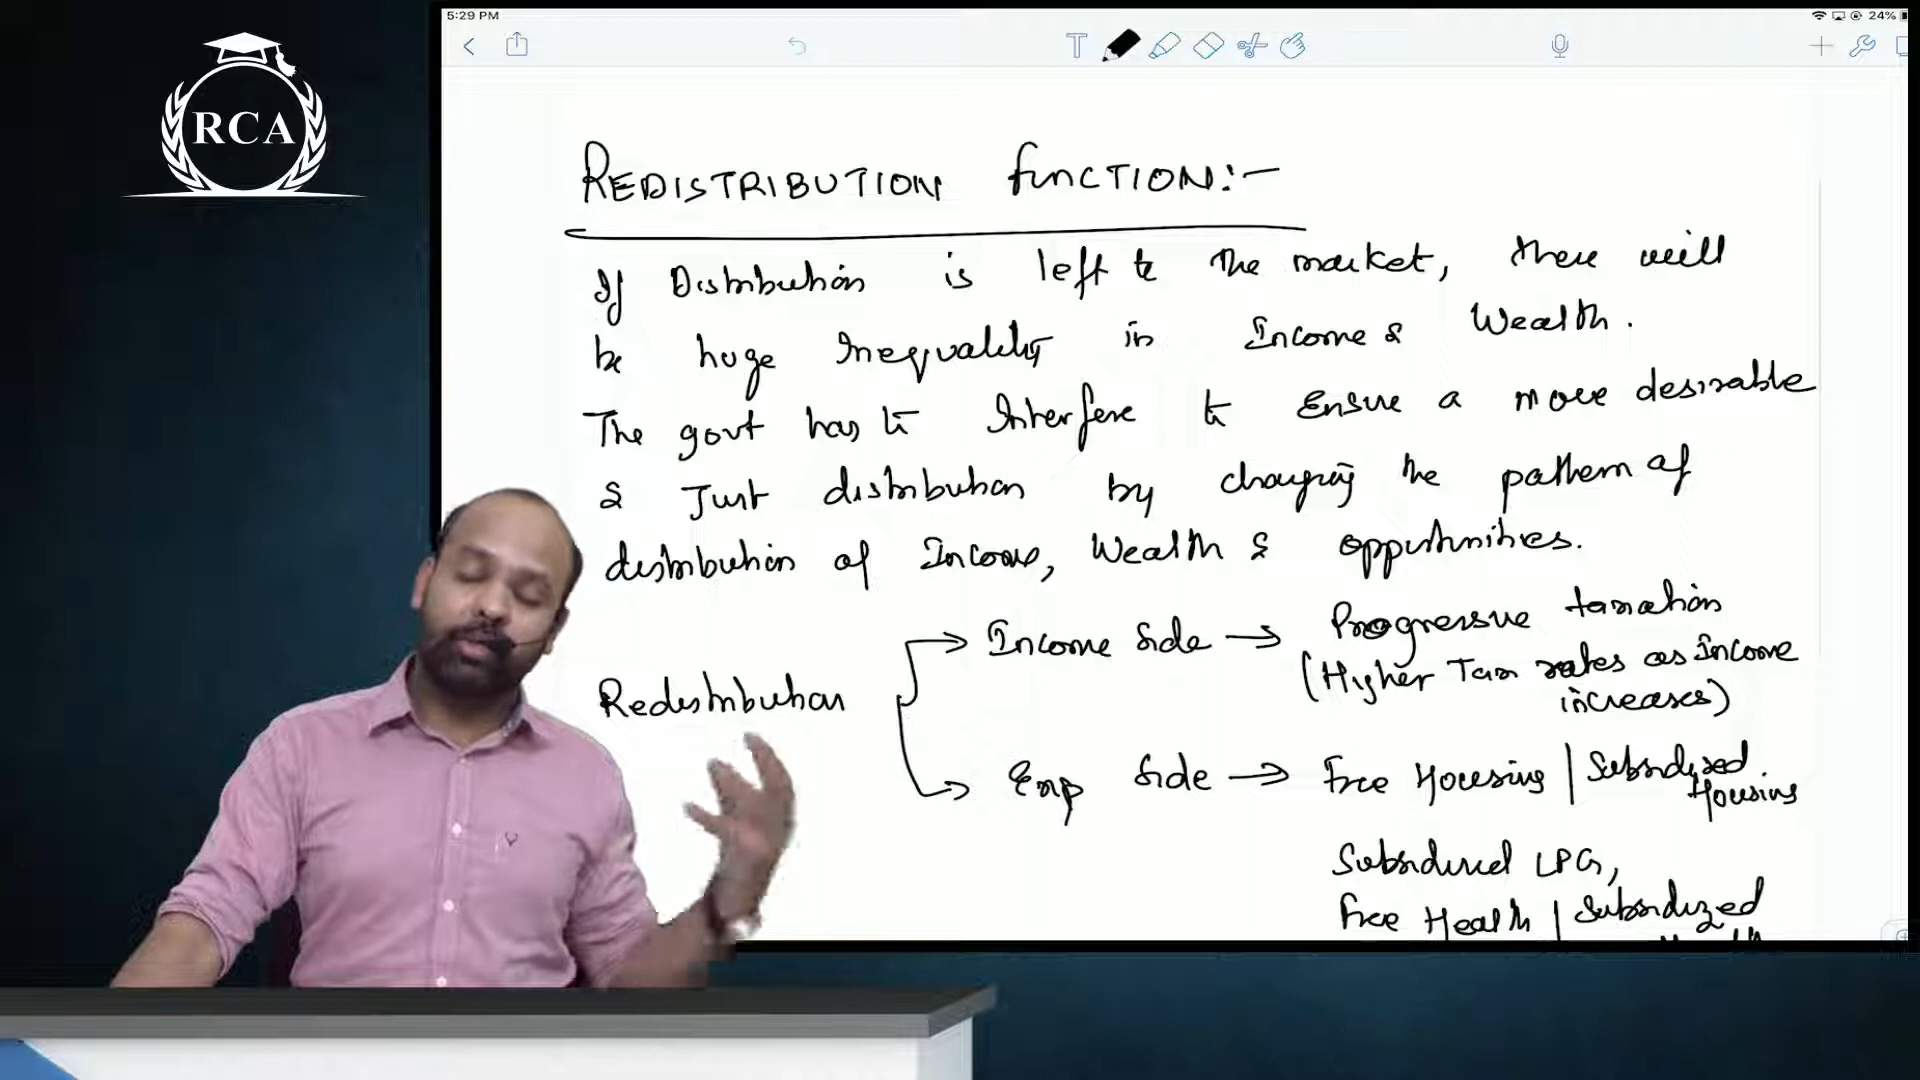 RCA
5:29 PM
24%
REDISTRIBUTION FUNCTION:-
If Distribution is left to the market, there will
be huge Inequality in Income & Wealth.
The govt has to Interfere to Ensure a more desirable
& Just distribution by changing the pattern of
distribution of Income, Wealth & opportunities.
Redistribution
Income Side → Progressive taxation
(Higher Tax rates as Income
increases)
Exp Side → Free Housing | Subsidized
Housing
Subsidized LPG,
Free Health | Subsidized